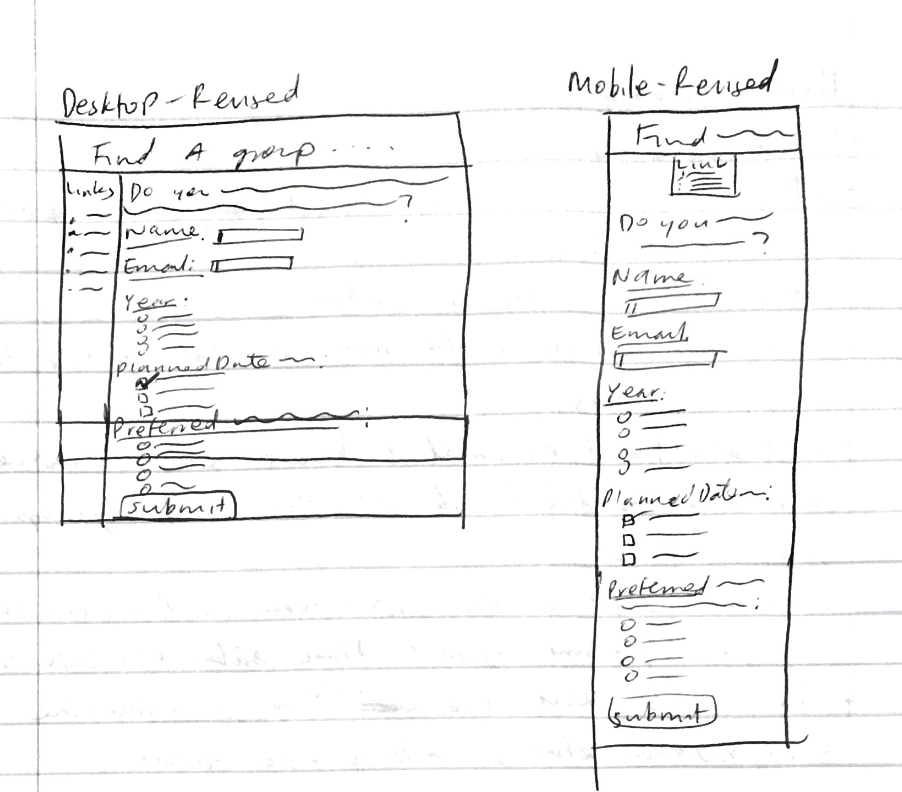 Desktop - Revised
Find A group ....
Links
Do you
?
Name:
Email:
Year:
Planned Date
:
Preferred
:
submit
Mobile - Revised
Find
Link
Do you
?
Name
Email
Year:
Planned Date
:
Preferred
:
submit